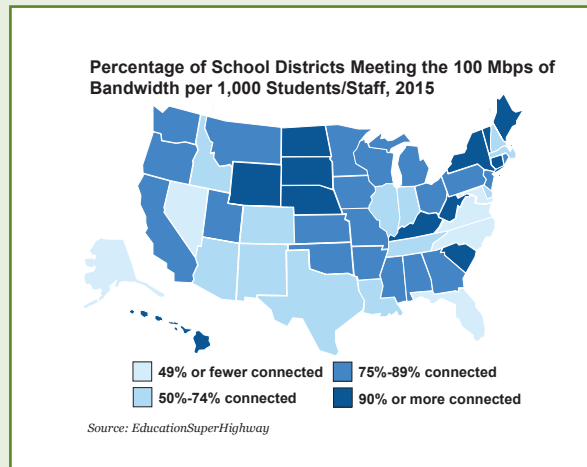 Percentage of School Districts Meeting the 100 Mbps of
Bandwidth per 1,000 Students/Staff, 2015
49% or fewer connected
75%-89% connected
50%-74% connected
90% or more connected
Source: EducationSuperHighway